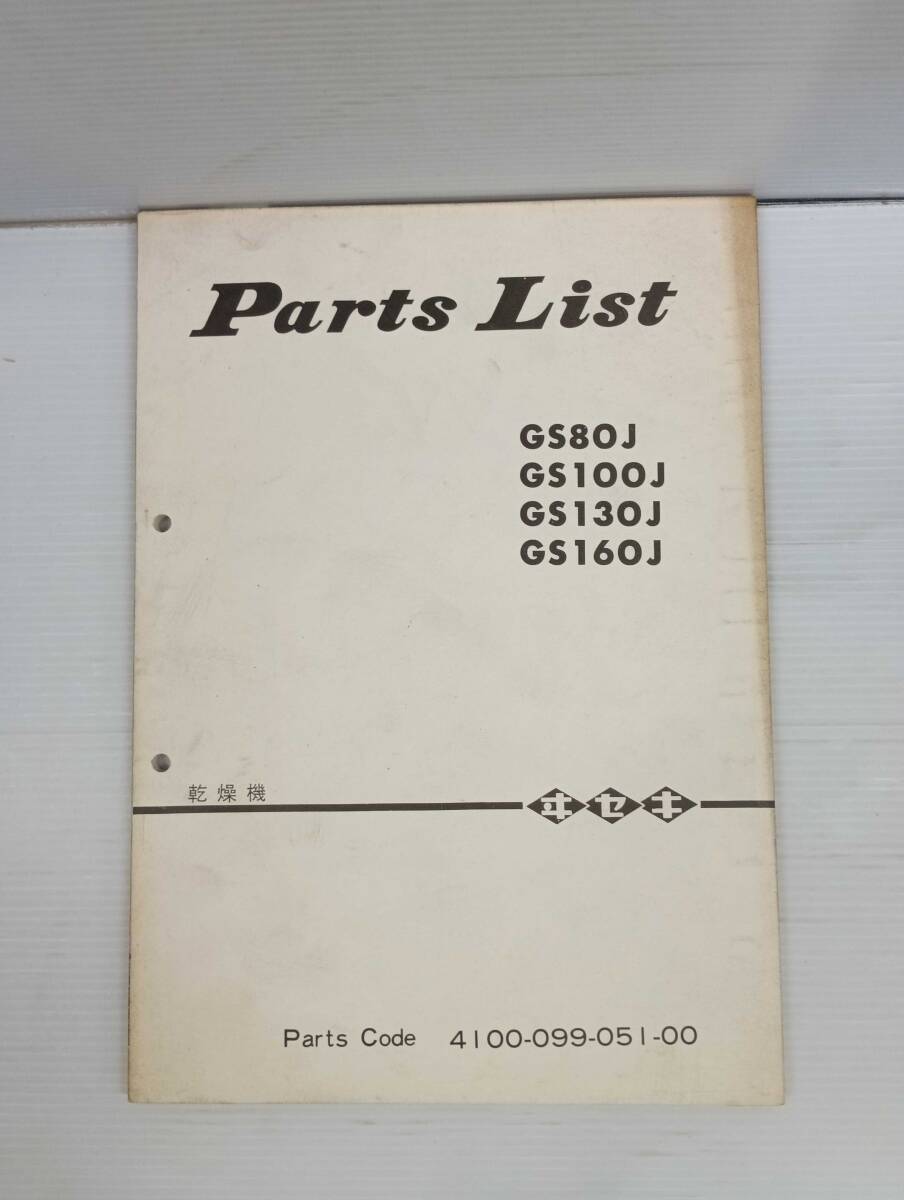 Parts List
GS80J
GS100J
GS130J
GS160J
乾燥機
ヰセキ
Parts Code 4100-099-051-00